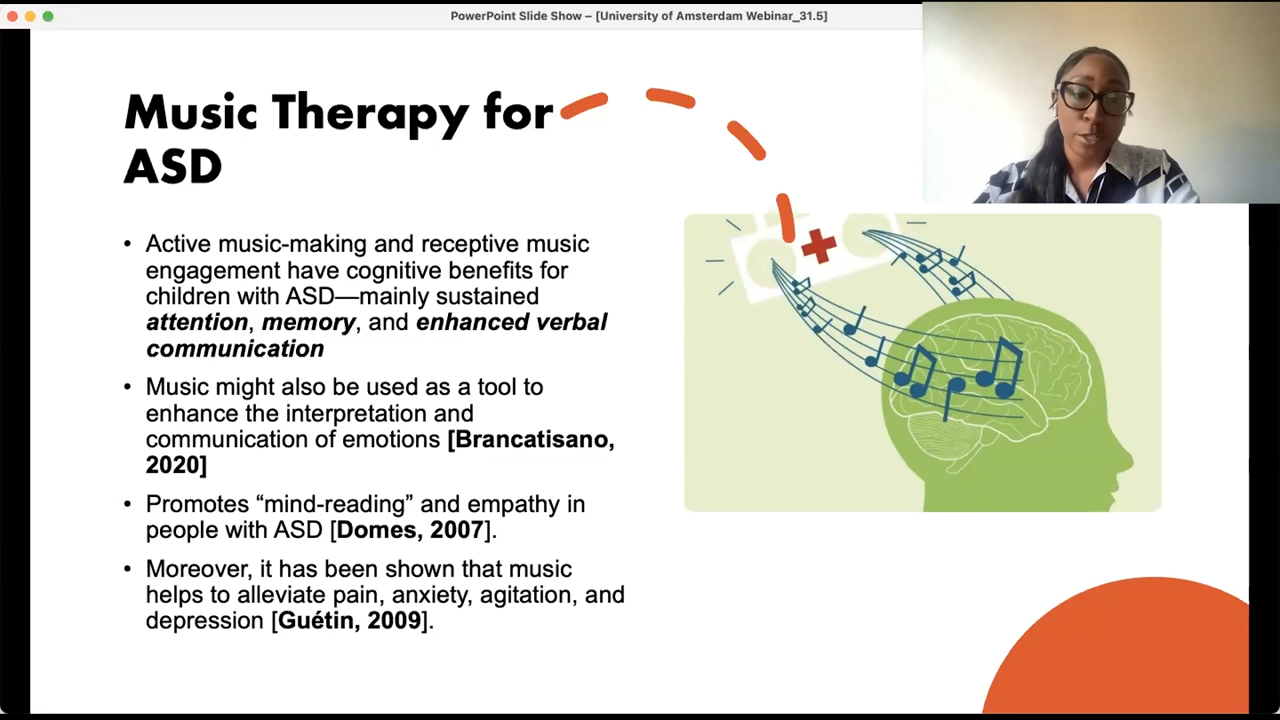 PowerPoint Slide Show – [University of Amsterdam Webinar_31.5]
Music Therapy for
ASD
• Active music-making and receptive music
engagement have cognitive benefits for
children with ASD—mainly sustained
attention, memory, and enhanced verbal
communication
• Music might also be used as a tool to
enhance the interpretation and
communication of emotions [Brancatisano,
2020]
• Promotes “mind-reading” and empathy in
people with ASD [Domes, 2007].
• Moreover, it has been shown that music
helps to alleviate pain, anxiety, agitation, and
depression [Guétin, 2009].